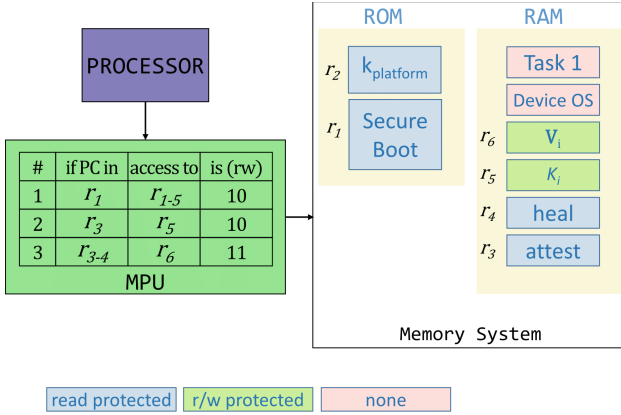 ROM
RAM
PROCESSOR
r2
kplatform
r1
Secure
Boot
Task 1
Device OS
r6
Vi
r5
Ki
r4
heal
r3
attest
# if PC in access to is (rw)
1 r1 r1-5 10
2 r3 r5 10
3 r3-4 r6 11
MPU
Memory System
read protected r/w protected none